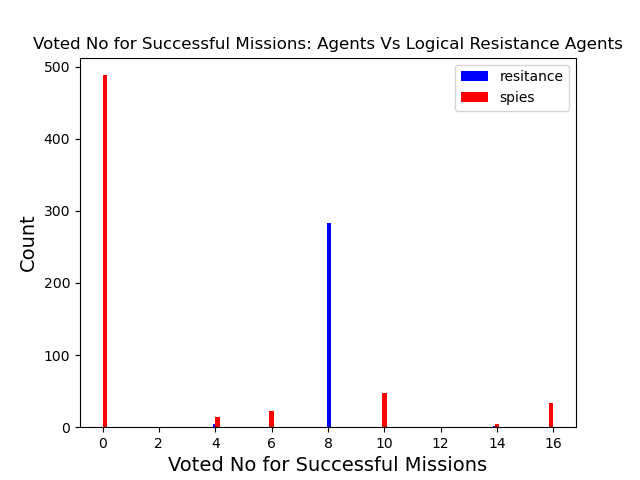 Voted No for Successful Missions: Agents Vs Logical Resistance Agents
resitance
spies
Count
500
400
300
200
100
0
0 2 4 6 8 10 12 14 16
Voted No for Successful Missions